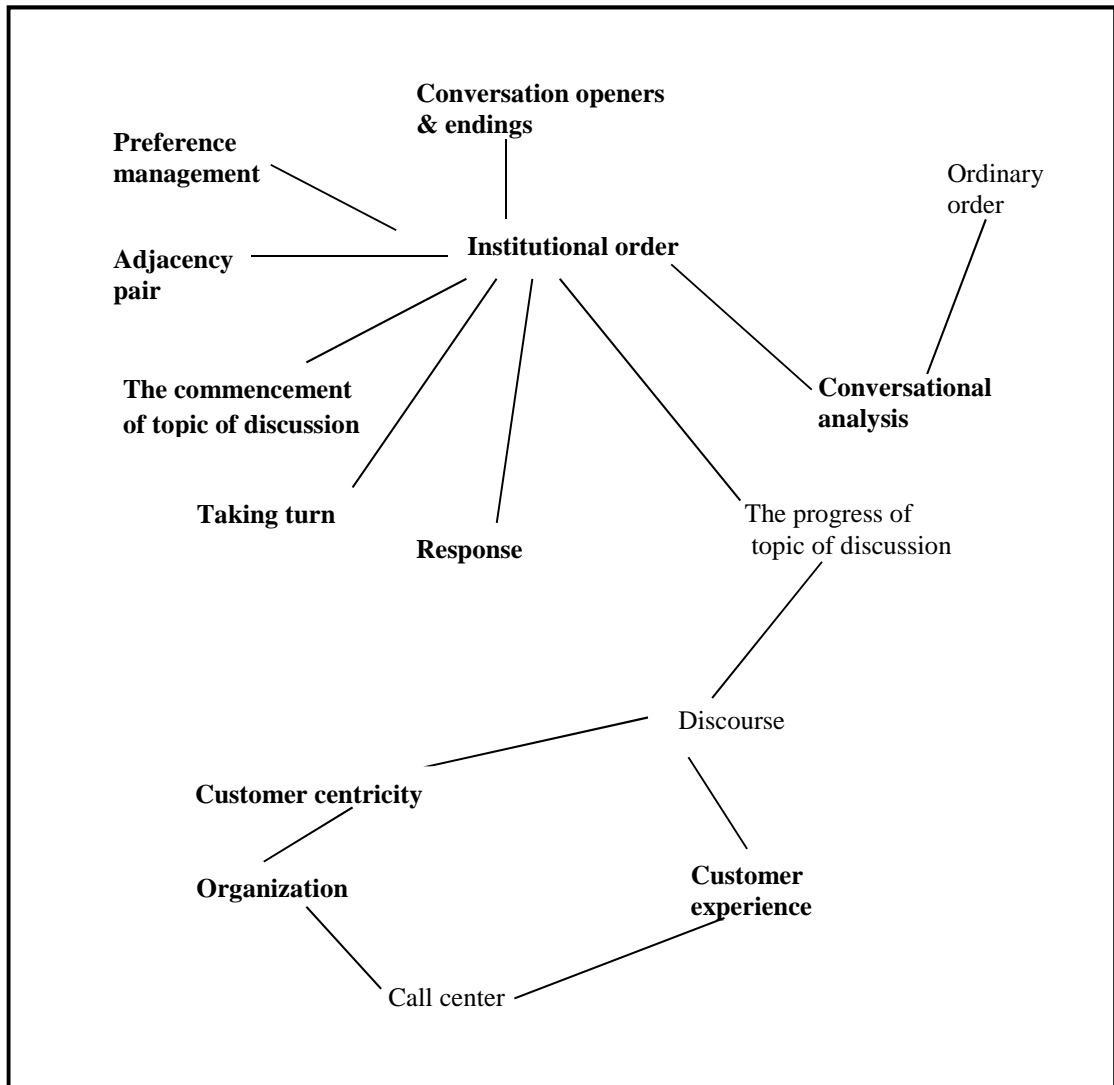 Conversation openers
& endings
Preference
management
Ordinary
order
Institutional order
Adjacency
pair
The commencement
of topic of discussion
Conversational
analysis
Taking turn
Response
The progress of
topic of discussion
Discourse
Customer centricity
Organization
Customer
experience
Call center